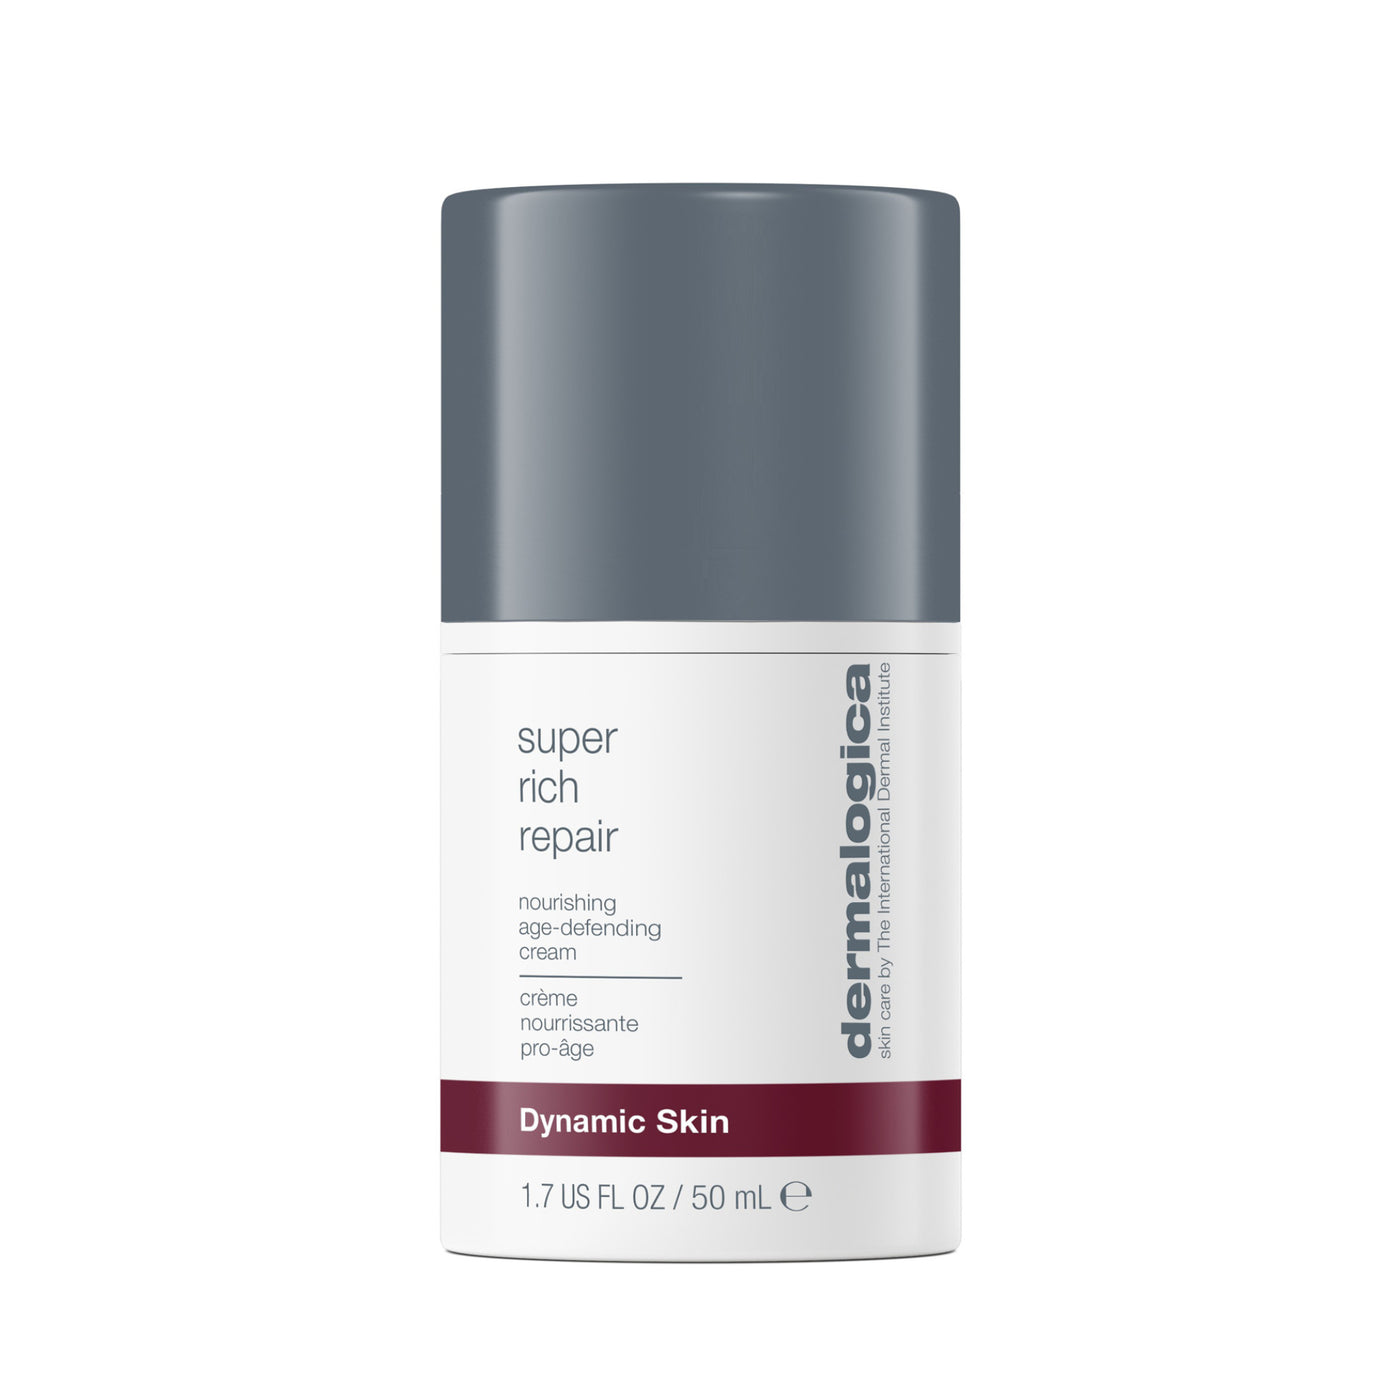 super
rich
repair
nourishing
age-defending
cream
crème
nourrissante
pro-âge
dermalogica
skin care by The International Dermal Institute
Dynamic Skin
1.7 US FL OZ / 50 mL ℮